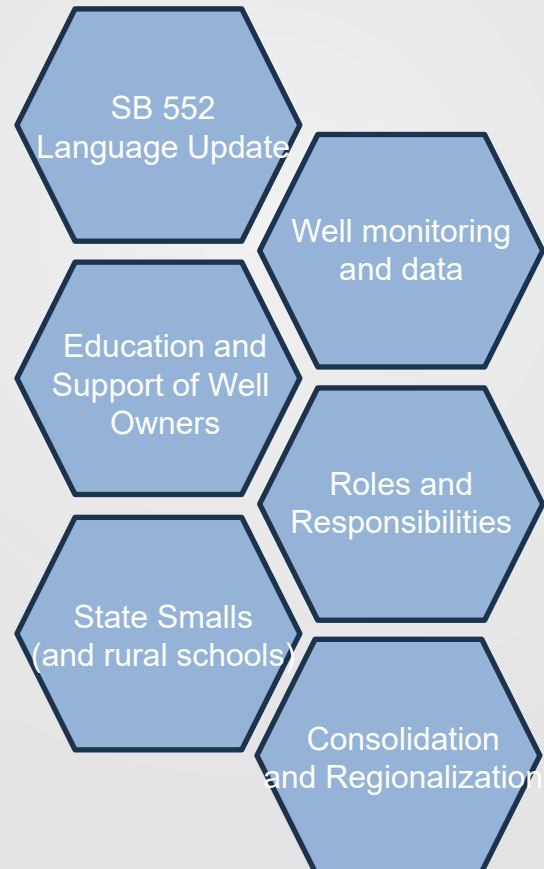 SB 552
Language Update
Well monitoring
and data
Education and
Support of Well
Owners
Roles and
Responsibilities
State Smalls
(and rural schools)
Consolidation
and Regionalization